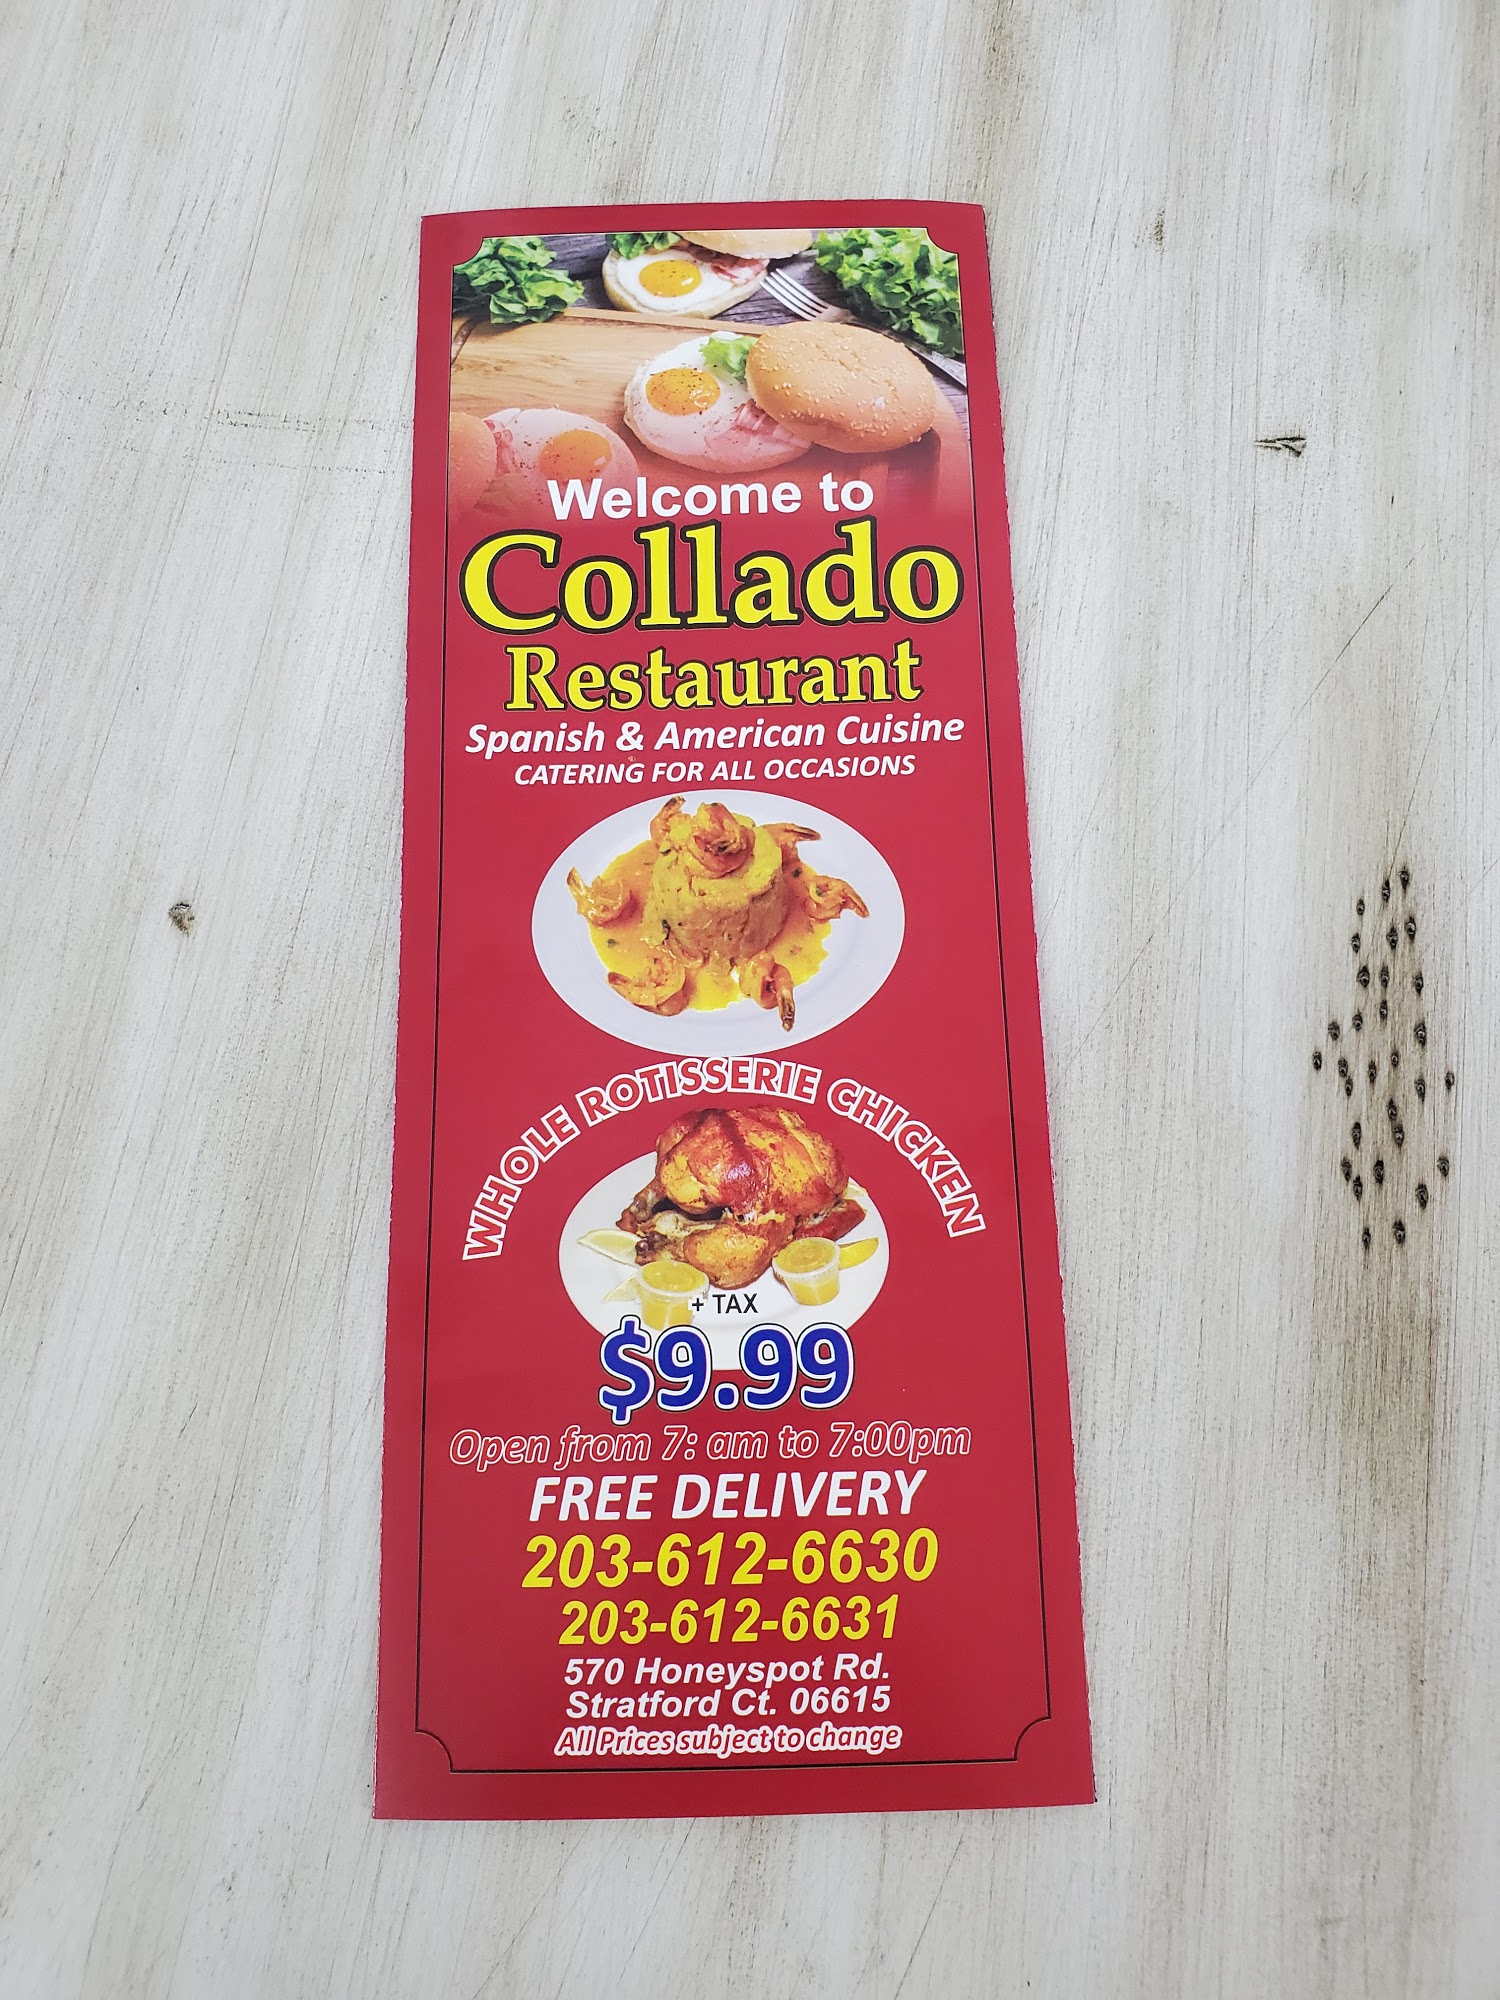 Welcome to
Collado
Restaurant
Spanish & American Cuisine
CATERING FOR ALL OCCASIONS
WHOLE ROTISSERIE CHICKEN
+ TAX
$9.99
Open from 7: am to 7:00pm
FREE DELIVERY
203-612-6630
203-612-6631
570 Honeyspot Rd.
Stratford Ct. 06615
All Prices subject to change